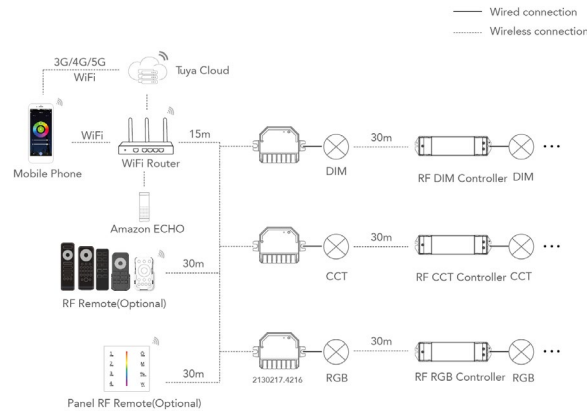 Wired connection
Wireless connection
3G/4G/5G
WiFi
Tuya Cloud
WiFi
15m
30m
WiFi Router
Mobile Phone
DIM
RF DIM Controller
DIM
Amazon ECHO
30m
30m
RF Remote(Optional)
CCT
RF CCT Controller
CCT
30m
30m
2130217.4216
RGB
RF RGB Controller
RGB
Panel RF Remote(Optional)